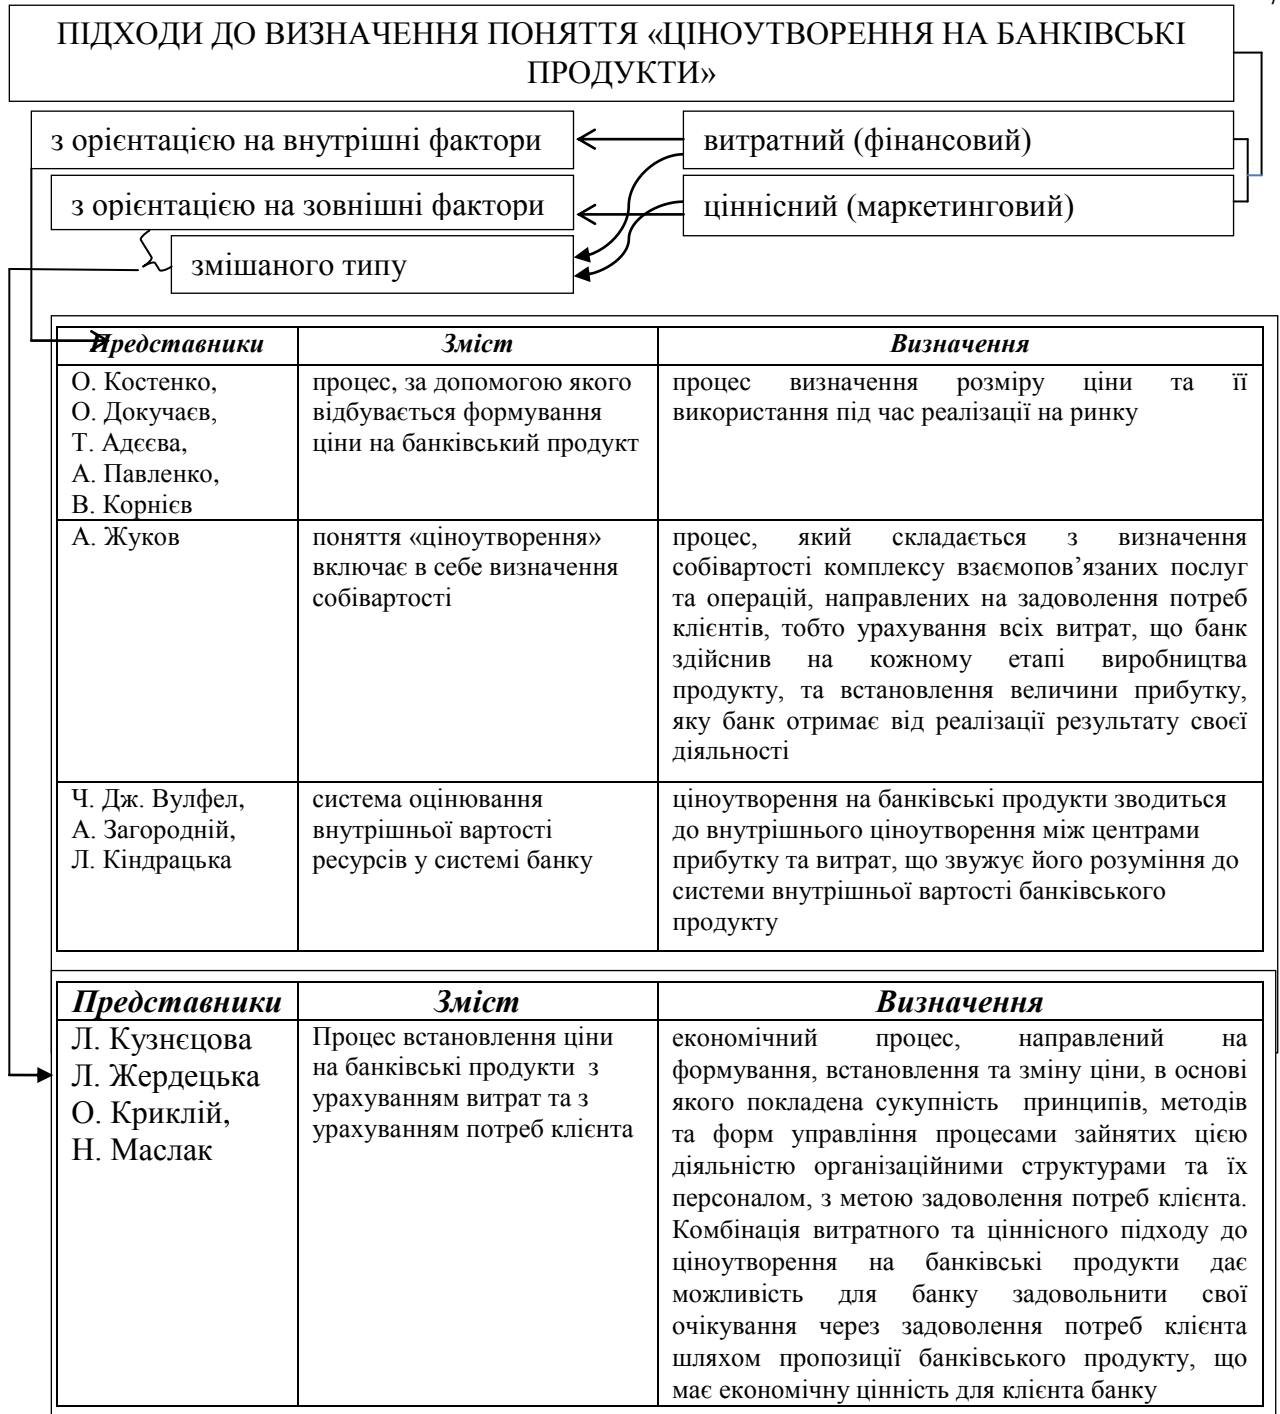 ПІДХОДИ ДО ВИЗНАЧЕННЯ ПОНЯТТЯ «ЦІНОУТВОРЕННЯ НА БАНКІВСЬКІ
ПРОДУКТИ»
з орієнтацією на внутрішні фактори
витратний (фінансовий)
з орієнтацією на зовнішні фактори
ціннісний (маркетинговий)
змішаного типу
Представники
Зміст
Визначення
О. Костенко,
О. Докучаєв,
Т. Адєєва,
А. Павленко,
В. Корнієв
процес, за допомогою якого
відбувається формування
ціни на банківський продукт
процес визначення розміру ціни та її
використання під час реалізації на ринку
А. Жуков
поняття «ціноутворення»
включає в себе визначення
собівартості
процес, який складається з визначення
собівартості комплексу взаємопов’язаних послуг
та операцій, направлених на задоволення потреб
клієнтів, тобто урахування всіх витрат, що банк
здійснив на кожному етапі виробництва
продукту, та встановлення величини прибутку,
яку банк отримає від реалізації результату своєї
діяльності
Ч. Дж. Вулфел,
А. Загородній,
Л. Кіндрацька
система оцінювання
внутрішньої вартості
ресурсів у системі банку
ціноутворення на банківські продукти зводиться
до внутрішнього ціноутворення між центрами
прибутку та витрат, що звужує його розуміння до
системи внутрішньої вартості банківського
продукту
Представники
Зміст
Визначення
Л. Кузнєцова
Л. Жердецька
О. Криклій,
Н. Маслак
Процес встановлення ціни
на банківські продукти з
урахуванням витрат та з
урахуванням потреб клієнта
економічний процес, направлений на
формування, встановлення та зміну ціни, в основі
якого покладена сукупність принципів, методів
та форм управління процесами зайнятих цією
діяльністю організаційними структурами та їх
персоналом, з метою задоволення потреб клієнта.
Комбінація витратного та ціннісного підходу до
ціноутворення на банківські продукти дає
можливість для банку задовольнити свої
очікування через задоволення потреб клієнта
шляхом пропозиції банківського продукту, що
має економічну цінність для клієнта банку